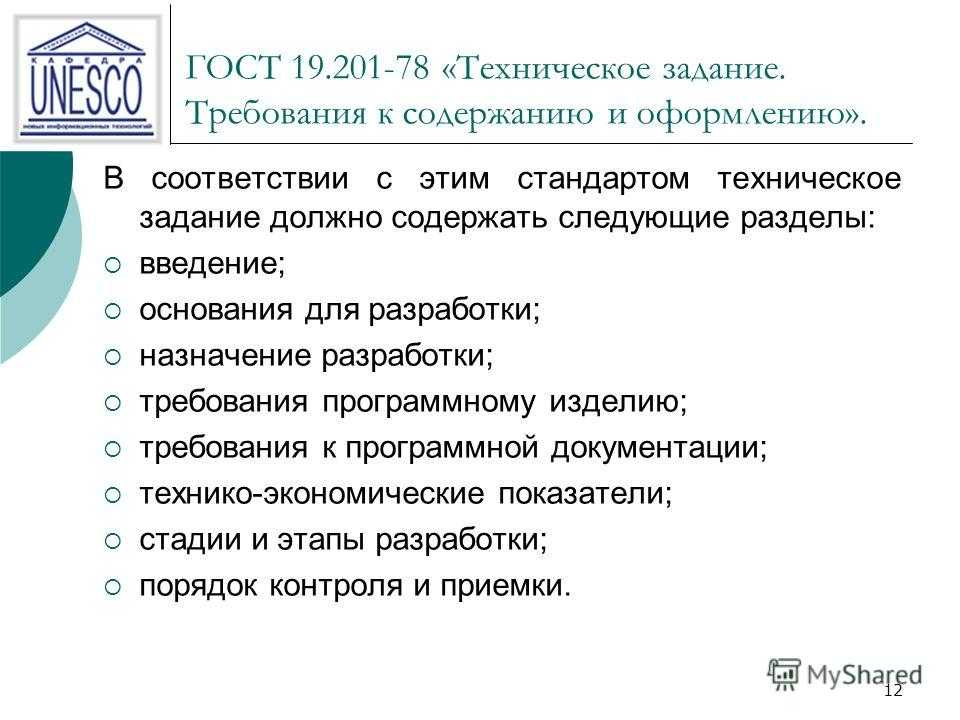 КАФЕДРА
UNESCO
новых информационных технологий
ГОСТ 19.201-78 «Техническое задание.
Требования к содержанию и оформлению».
В соответствии с этим стандартом техническое
задание должно содержать следующие разделы:
введение;
основания для разработки;
назначение разработки;
требования программному изделию;
требования к программной документации;
технико-экономические показатели;
стадии и этапы разработки;
порядок контроля и приемки.
MyShared
12